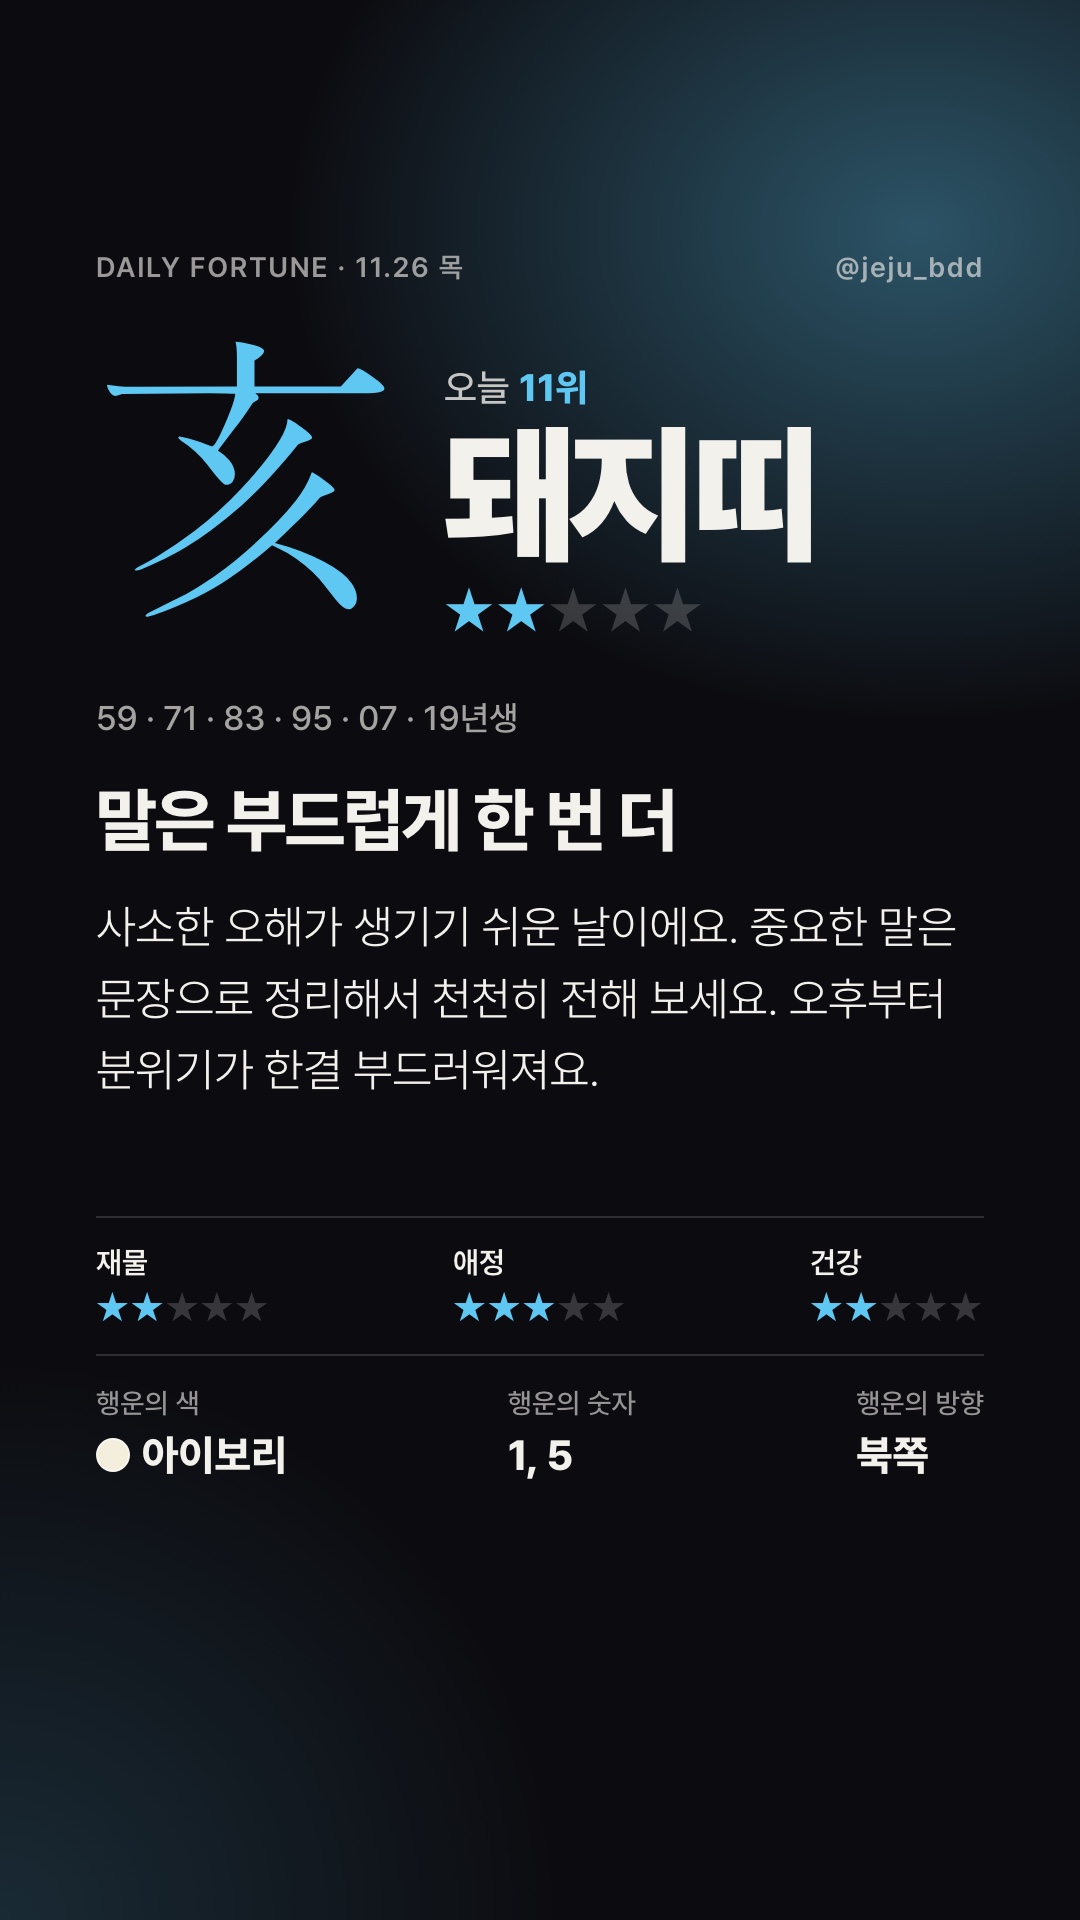 DAILY FORTUNE · 11.26 목
@jeju_bdd
亥
오늘 11위
돼지띠
★★★★★
59 · 71 · 83 · 95 · 07 · 19년생
말은 부드럽게 한 번 더
사소한 오해가 생기기 쉬운 날이에요. 중요한 말은
문장으로 정리해서 천천히 전해 보세요. 오후부터
분위기가 한결 부드러워져요.
재물 애정 건강
★★★★★ ★★★★★ ★★★★★
행운의 색 행운의 숫자 행운의 방향
아이보리 1, 5 북쪽